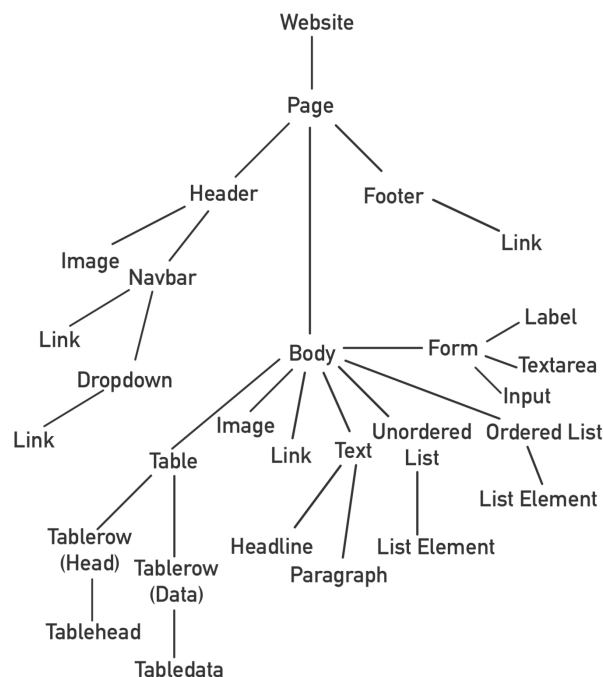 Website
Page
Header
Footer
Image
Navbar
Link
Link
Dropdown
Link
Body
Form
Label
Textarea
Input
Table
Image
Link
Text
Unordered
List
Ordered List
List Element
List Element
Headline
Paragraph
Tablerow
(Head)
Tablerow
(Data)
Tablehead
Tabledata